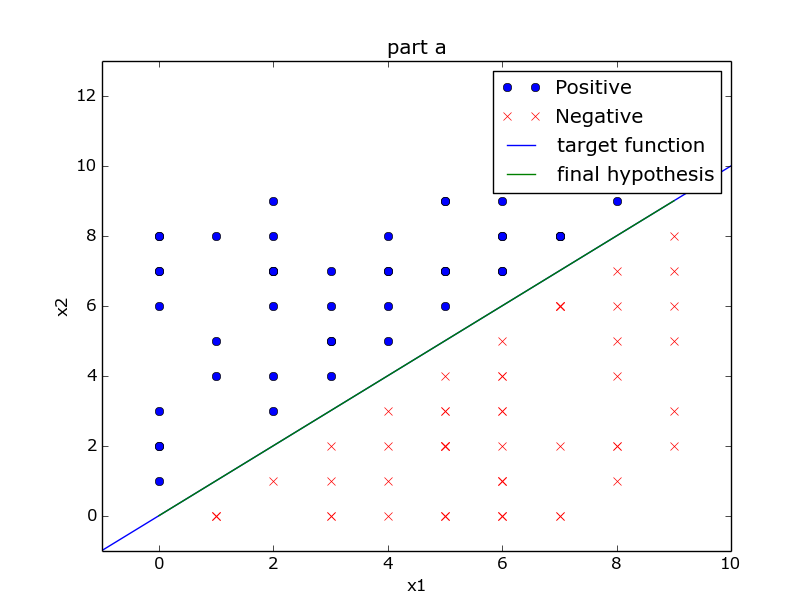 part a
Positive
Negative
target function
final hypothesis
12
10
8
6
4
2
0
x2
0 2 4 6 8 10
x1